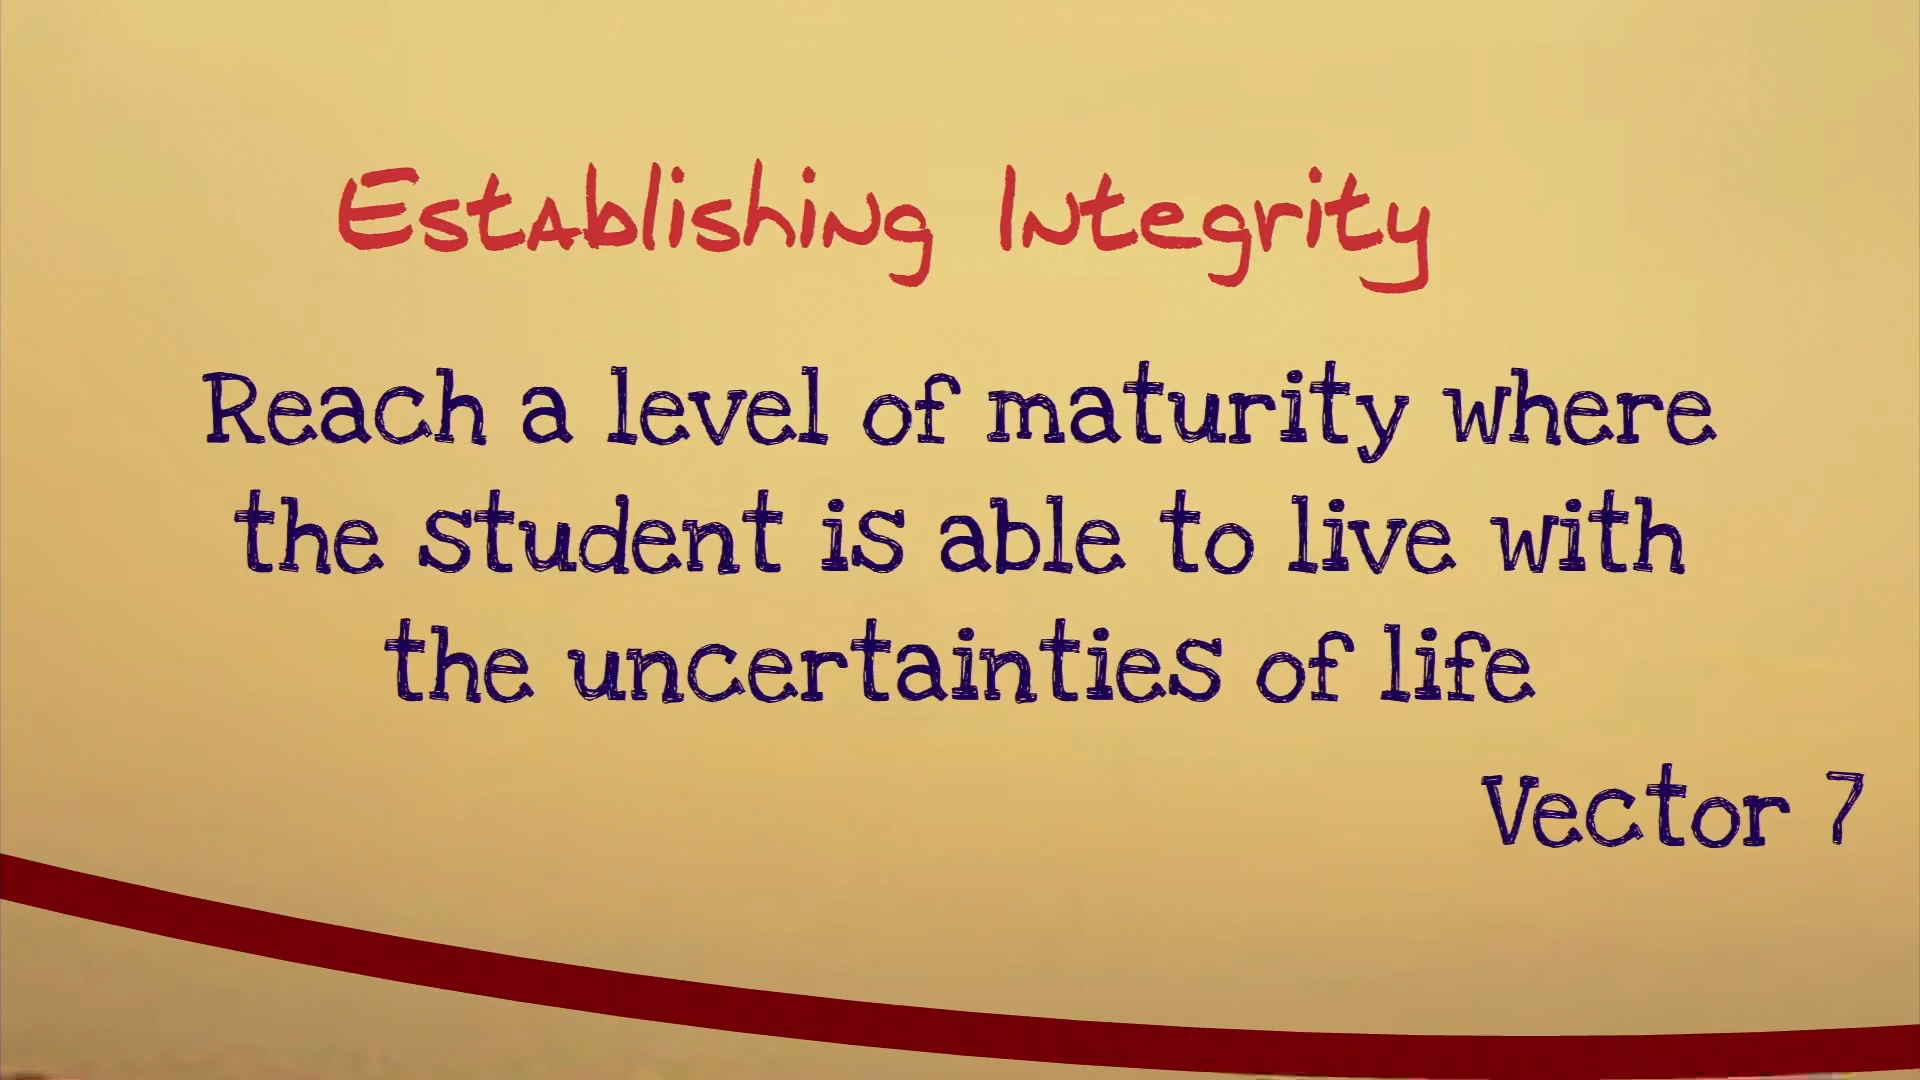 Establishing Integrity
Reach a level of maturity where
the student is able to live with
the uncertainties of life
Vector 7